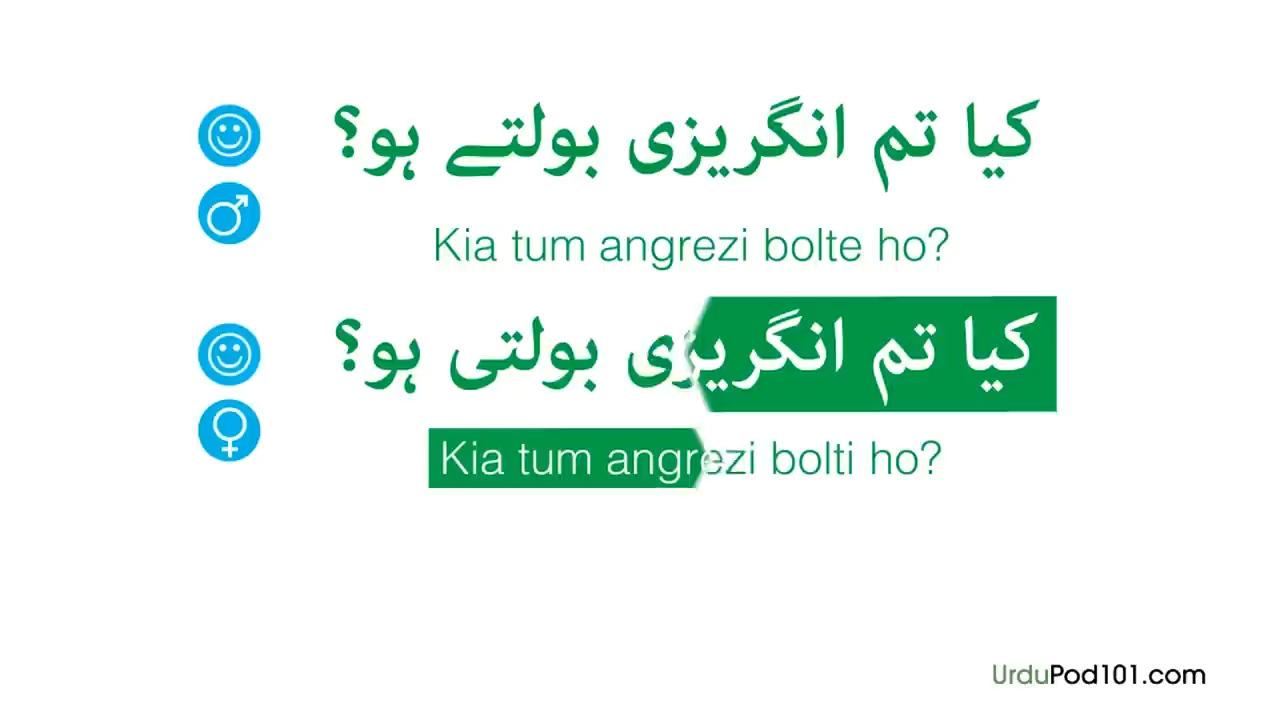 کیا تم انگریزی بولتے ہو؟
Kia tum angrezi bolte ho?
کیا تم انگریزی بولتی ہو؟
Kia tum angrezi bolti ho?
UrduPod101.com